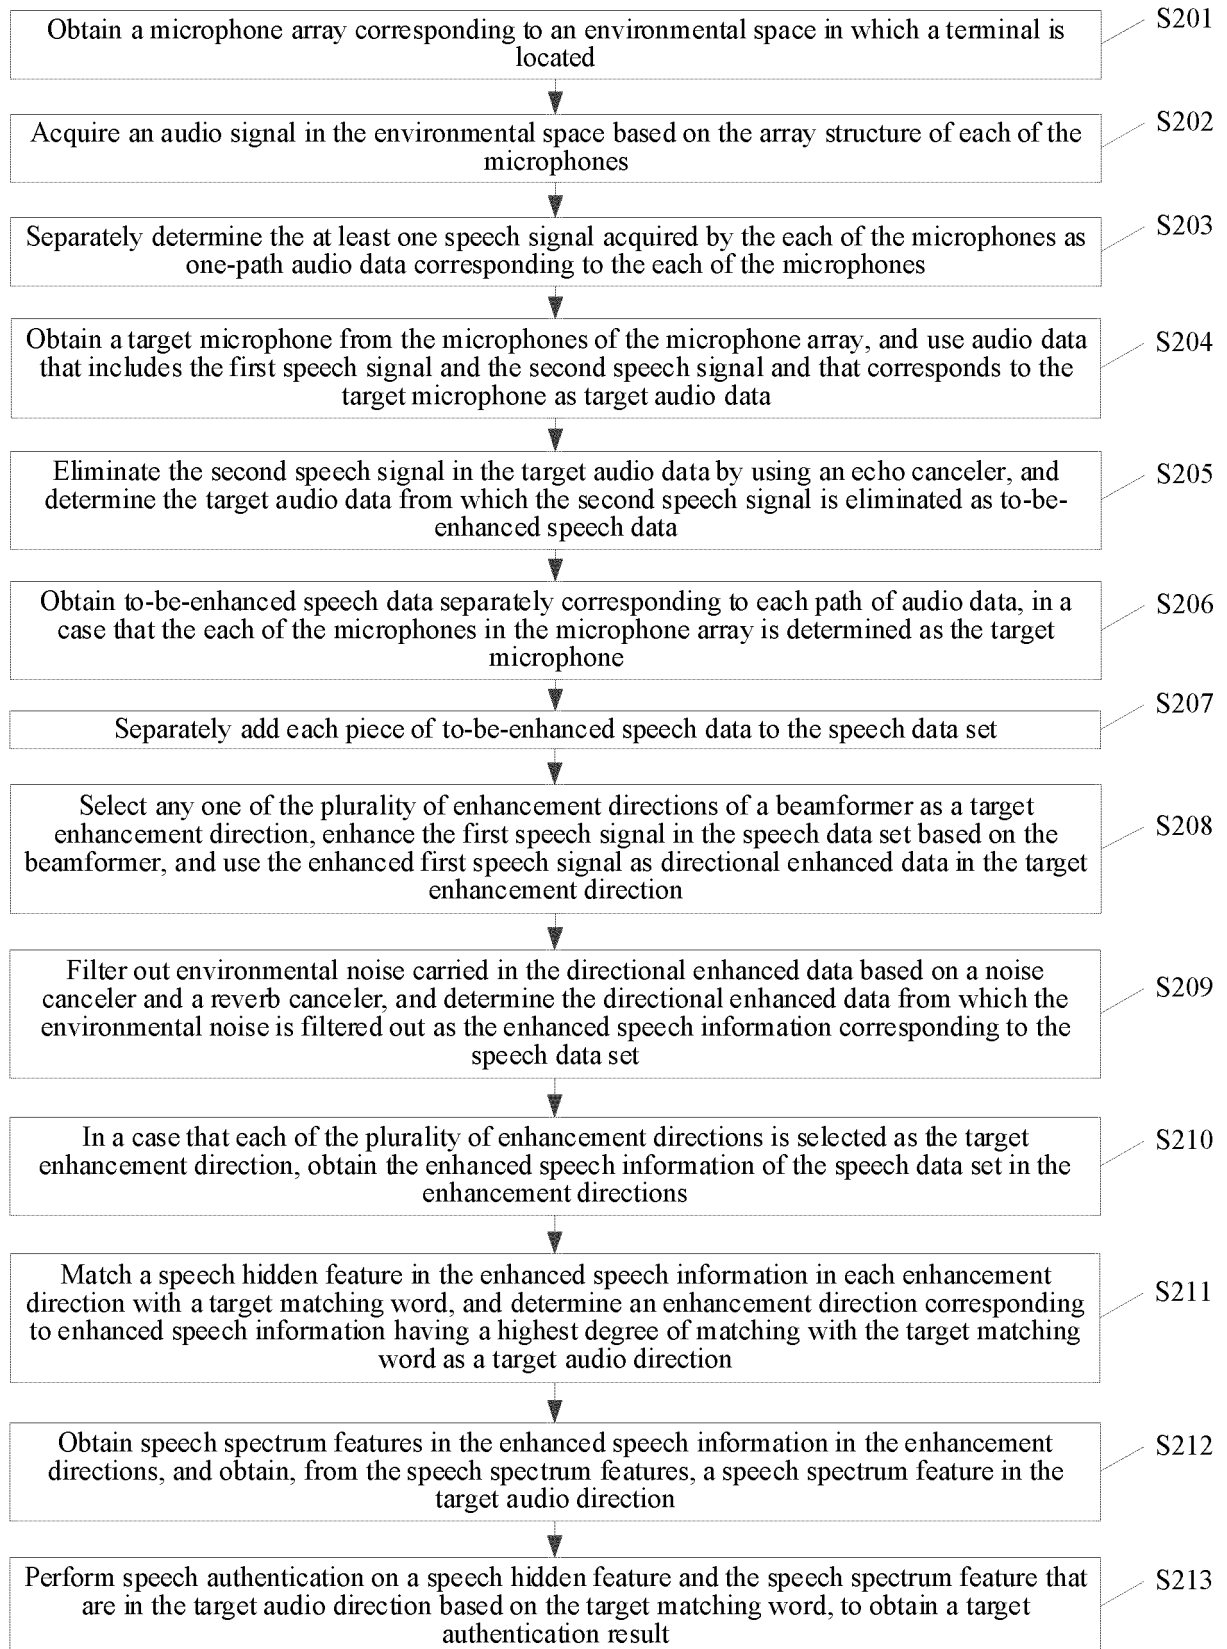 Obtain a microphone array corresponding to an environmental space in which a terminal is
located
S201
Acquire an audio signal in the environmental space based on the array structure of each of the
microphones
S202
Separately determine the at least one speech signal acquired by the each of the microphones as
one-path audio data corresponding to the each of the microphones
S203
Obtain a target microphone from the microphones of the microphone array, and use audio data
that includes the first speech signal and the second speech signal and that corresponds to the
target microphone as target audio data
S204
Eliminate the second speech signal in the target audio data by using an echo canceler, and
determine the target audio data from which the second speech signal is eliminated as to-be-
enhanced speech data
S205
Obtain to-be-enhanced speech data separately corresponding to each path of audio data, in a
case that the each of the microphones in the microphone array is determined as the target
microphone
S206
Separately add each piece of to-be-enhanced speech data to the speech data set
S207
Select any one of the plurality of enhancement directions of a beamformer as a target
enhancement direction, enhance the first speech signal in the speech data set based on the
beamformer, and use the enhanced first speech signal as directional enhanced data in the target
enhancement direction
S208
Filter out environmental noise carried in the directional enhanced data based on a noise
canceler and a reverb canceler, and determine the directional enhanced data from which the
environmental noise is filtered out as the enhanced speech information corresponding to the
speech data set
S209
In a case that each of the plurality of enhancement directions is selected as the target
enhancement direction, obtain the enhanced speech information of the speech data set in the
enhancement directions
S210
Match a speech hidden feature in the enhanced speech information in each enhancement
direction with a target matching word, and determine an enhancement direction corresponding
to enhanced speech information having a highest degree of matching with the target matching
word as a target audio direction
S211
Obtain speech spectrum features in the enhanced speech information in the enhancement
directions, and obtain, from the speech spectrum features, a speech spectrum feature in the
target audio direction
S212
Perform speech authentication on a speech hidden feature and the speech spectrum feature that
are in the target audio direction based on the target matching word, to obtain a target
authentication result
S213